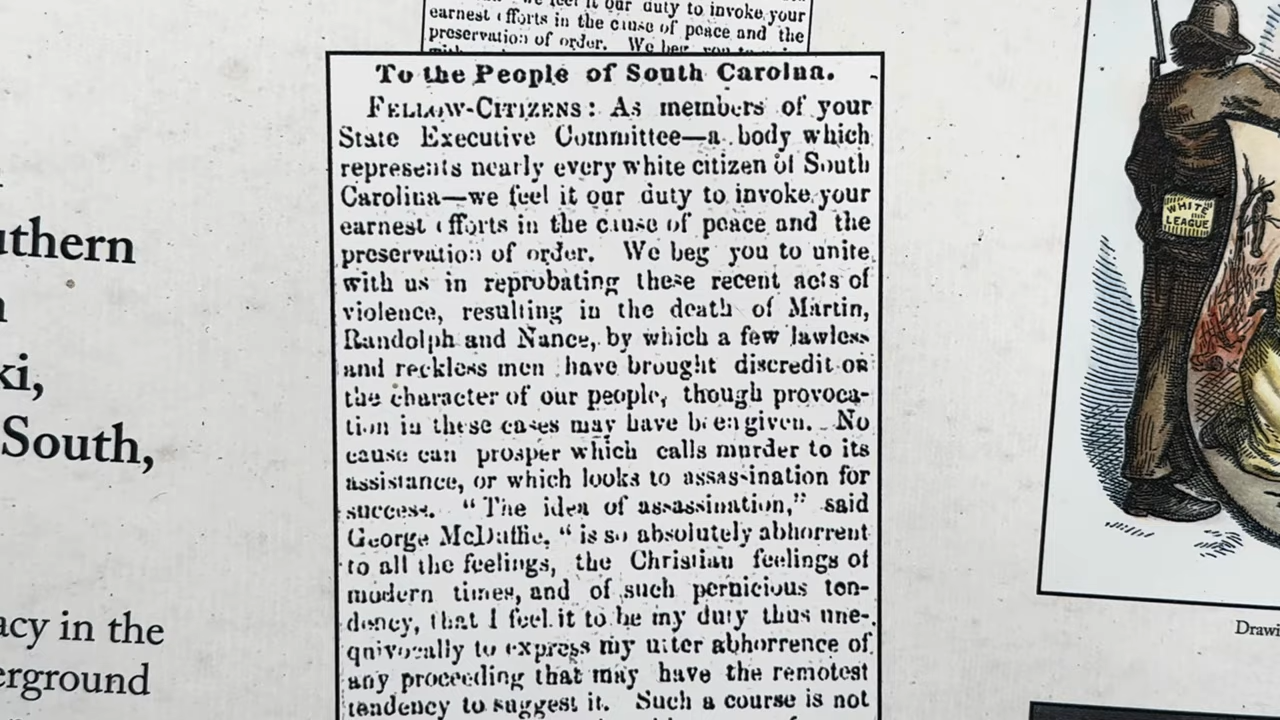 we feel it our duty to invoke your
earnest efforts in the cause of peace and the
preservation of order. We beg you to
To the People of South Carolina.
FELLOW-CITIZENS: As members of your
State Executive Committee—a body which
represents nearly every white citizen of South
Carolina—we feel it our duty to invoke your
earnest efforts in the cause of peace and the
preservation of order. We beg you to unite
with us in reprobating these recent acts of
violence, resulting in the death of Martin,
Randolph and Nance, by which a few lawless
and reckless men have brought discredit on
the character of our people, though provoca-
tion in these cases may have been given. No
cause can prosper which calls murder to its
assistance, or which looks to assassination for
success. "The idea of assassination," said
George McDuffie, "is so absolutely abhorrent
to all the feelings, the Christian feelings of
modern times, and of such pernicious ten-
dency, that I feel it to be my duty thus une-
quivocally to express my utter abhorrence of
any proceeding that may have the remotest
tendency to suggest it. Such a course is not
uthern
ki,
South,
acy in the
erground
WHITE
LEAGUE
Drawi